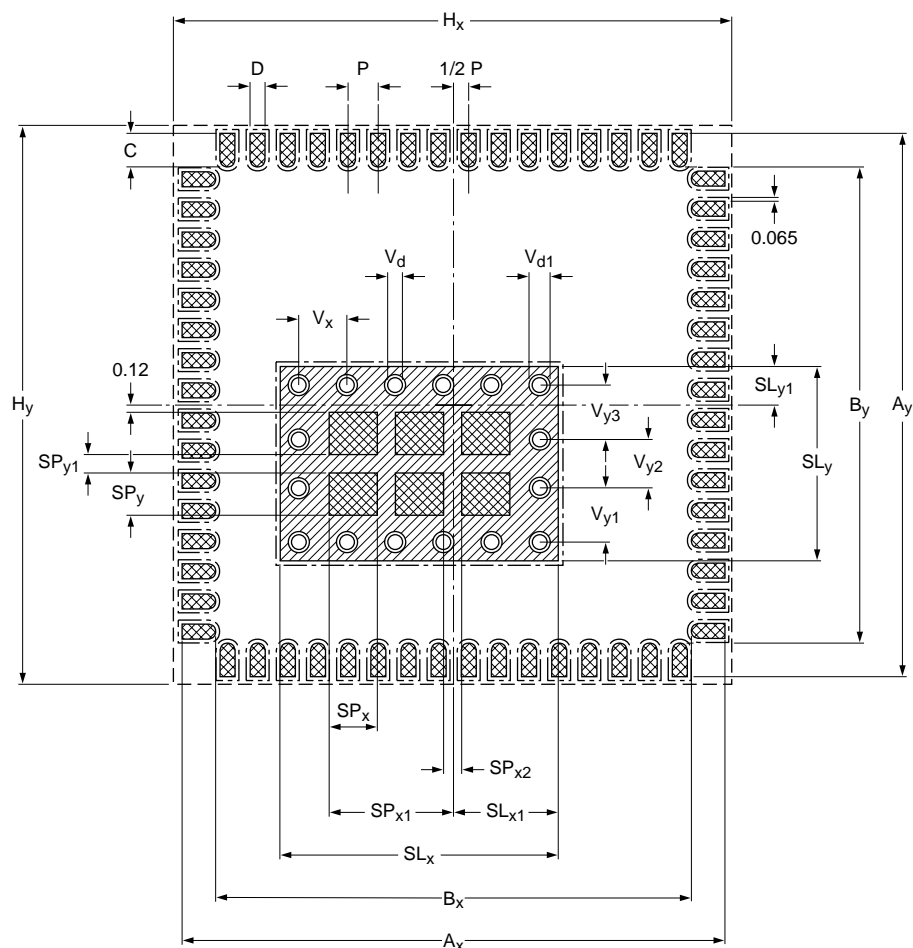 Hx
D P 1/2 P
C
0.065
Vd Vd1
Vx
0.12
SLy1
Hy
Vy3
By
Ay
SPy1
Vy2
SLy
SPy
Vy1
SPx
SPx2
SPx1 SLx1
SLx
Bx
Ax